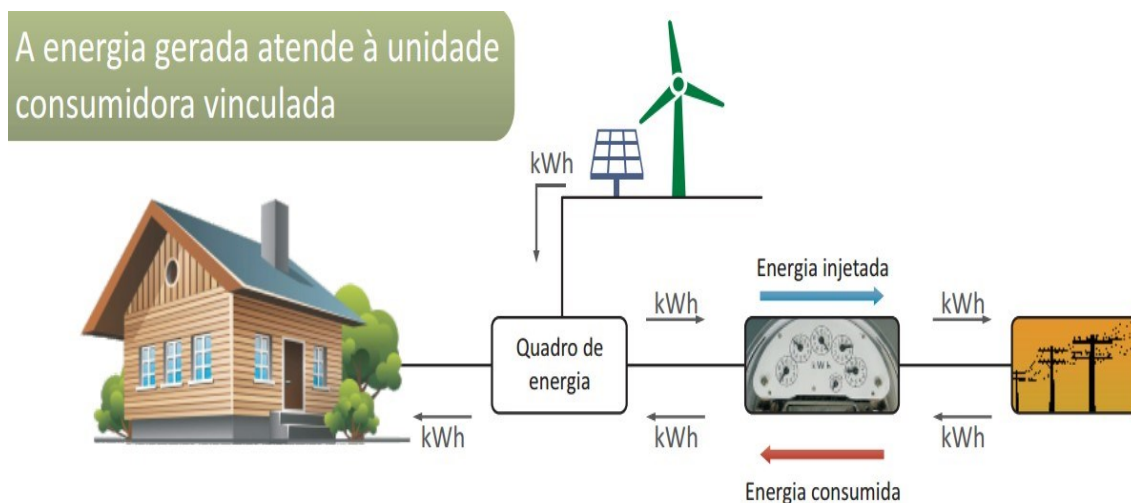 A energia gerada atende à unidade
consumidora vinculada
kWh
Energia injetada
kWh
kWh
Quadro de
energia
kWh
kWh
kWh
kWh
Energia consumida